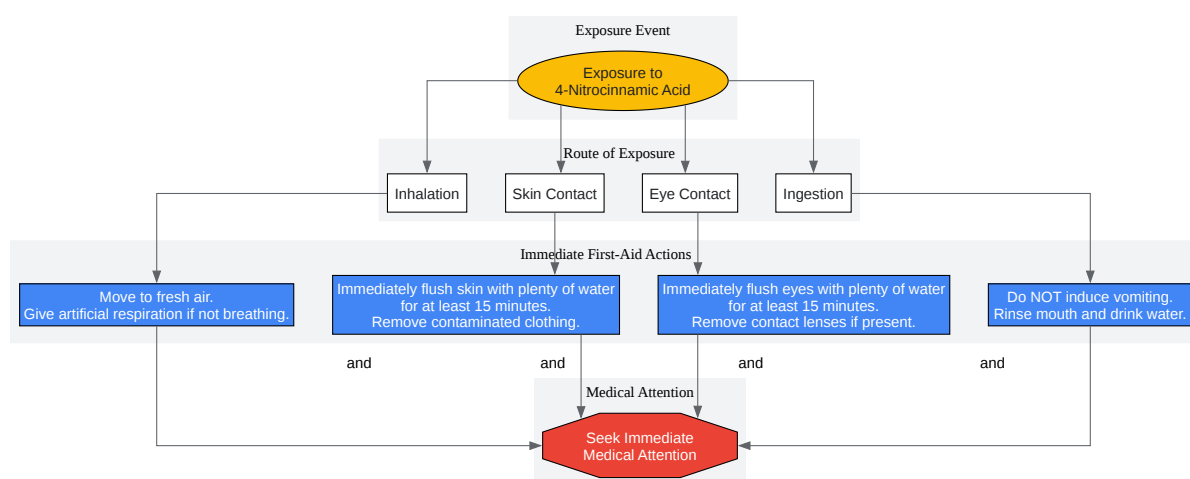 Exposure Event
Exposure to
4-Nitrocinnamic Acid
Route of Exposure
Inhalation
Skin Contact
Eye Contact
Ingestion
Immediate First-Aid Actions
Move to fresh air.
Give artificial respiration if not breathing.
Immediately flush skin with plenty of water
for at least 15 minutes.
Remove contaminated clothing.
Immediately flush eyes with plenty of water
for at least 15 minutes.
Remove contact lenses if present.
Do NOT induce vomiting.
Rinse mouth and drink water.
and
and
and
and
Medical Attention
Seek Immediate
Medical Attention